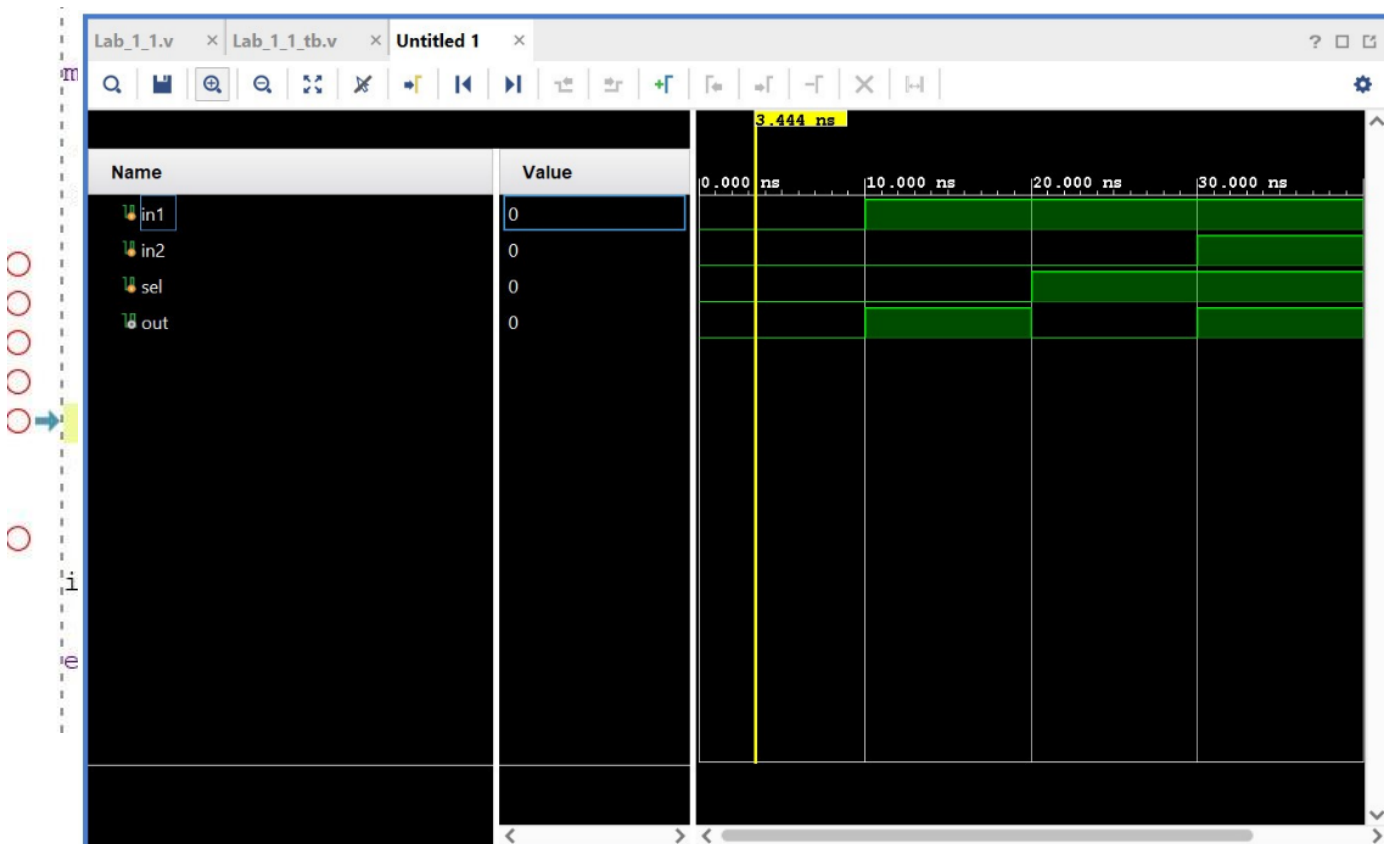 Lab_1_1.v × Lab_1_1_tb.v × Untitled 1 × ?
m
3.444 ns
Name Value
0.000 ns 10.000 ns 20.000 ns 30.000 ns
in1 0
in2 0
sel 0
out 0
i
e